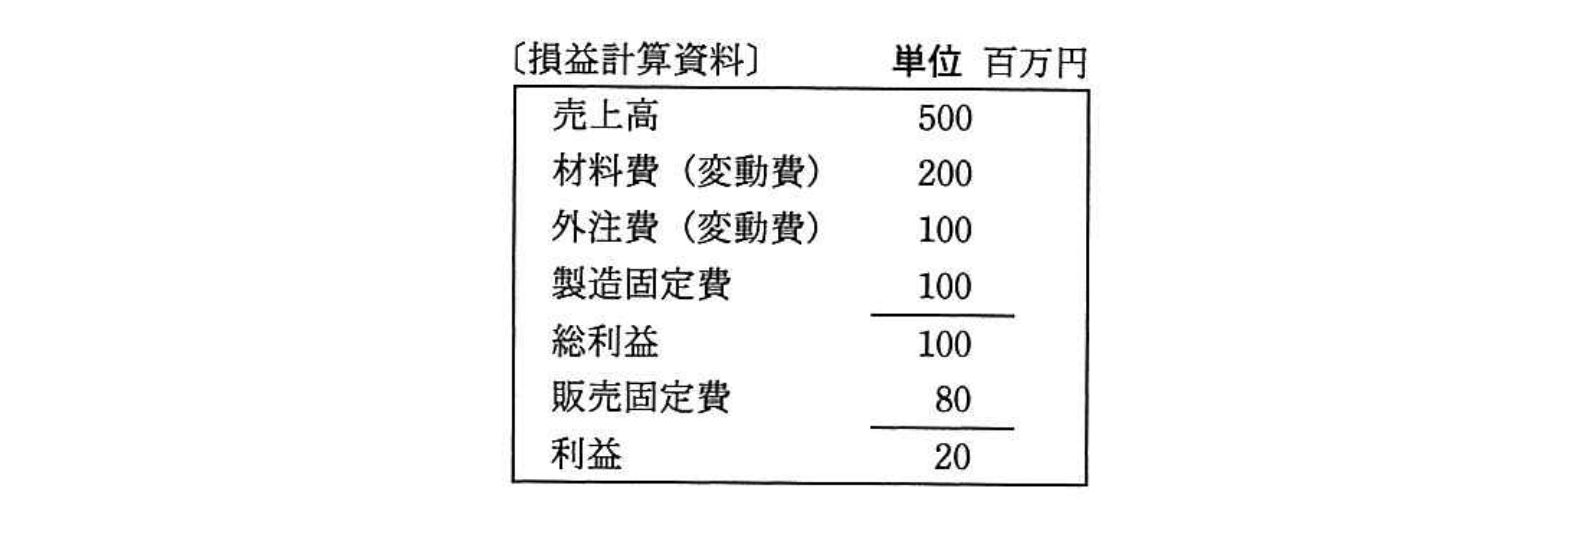 〔損益計算資料〕 単位 百万円
売上高 500
材料費（変動費） 200
外注費（変動費） 100
製造固定費 100
総利益 100
販売固定費 80
利益 20